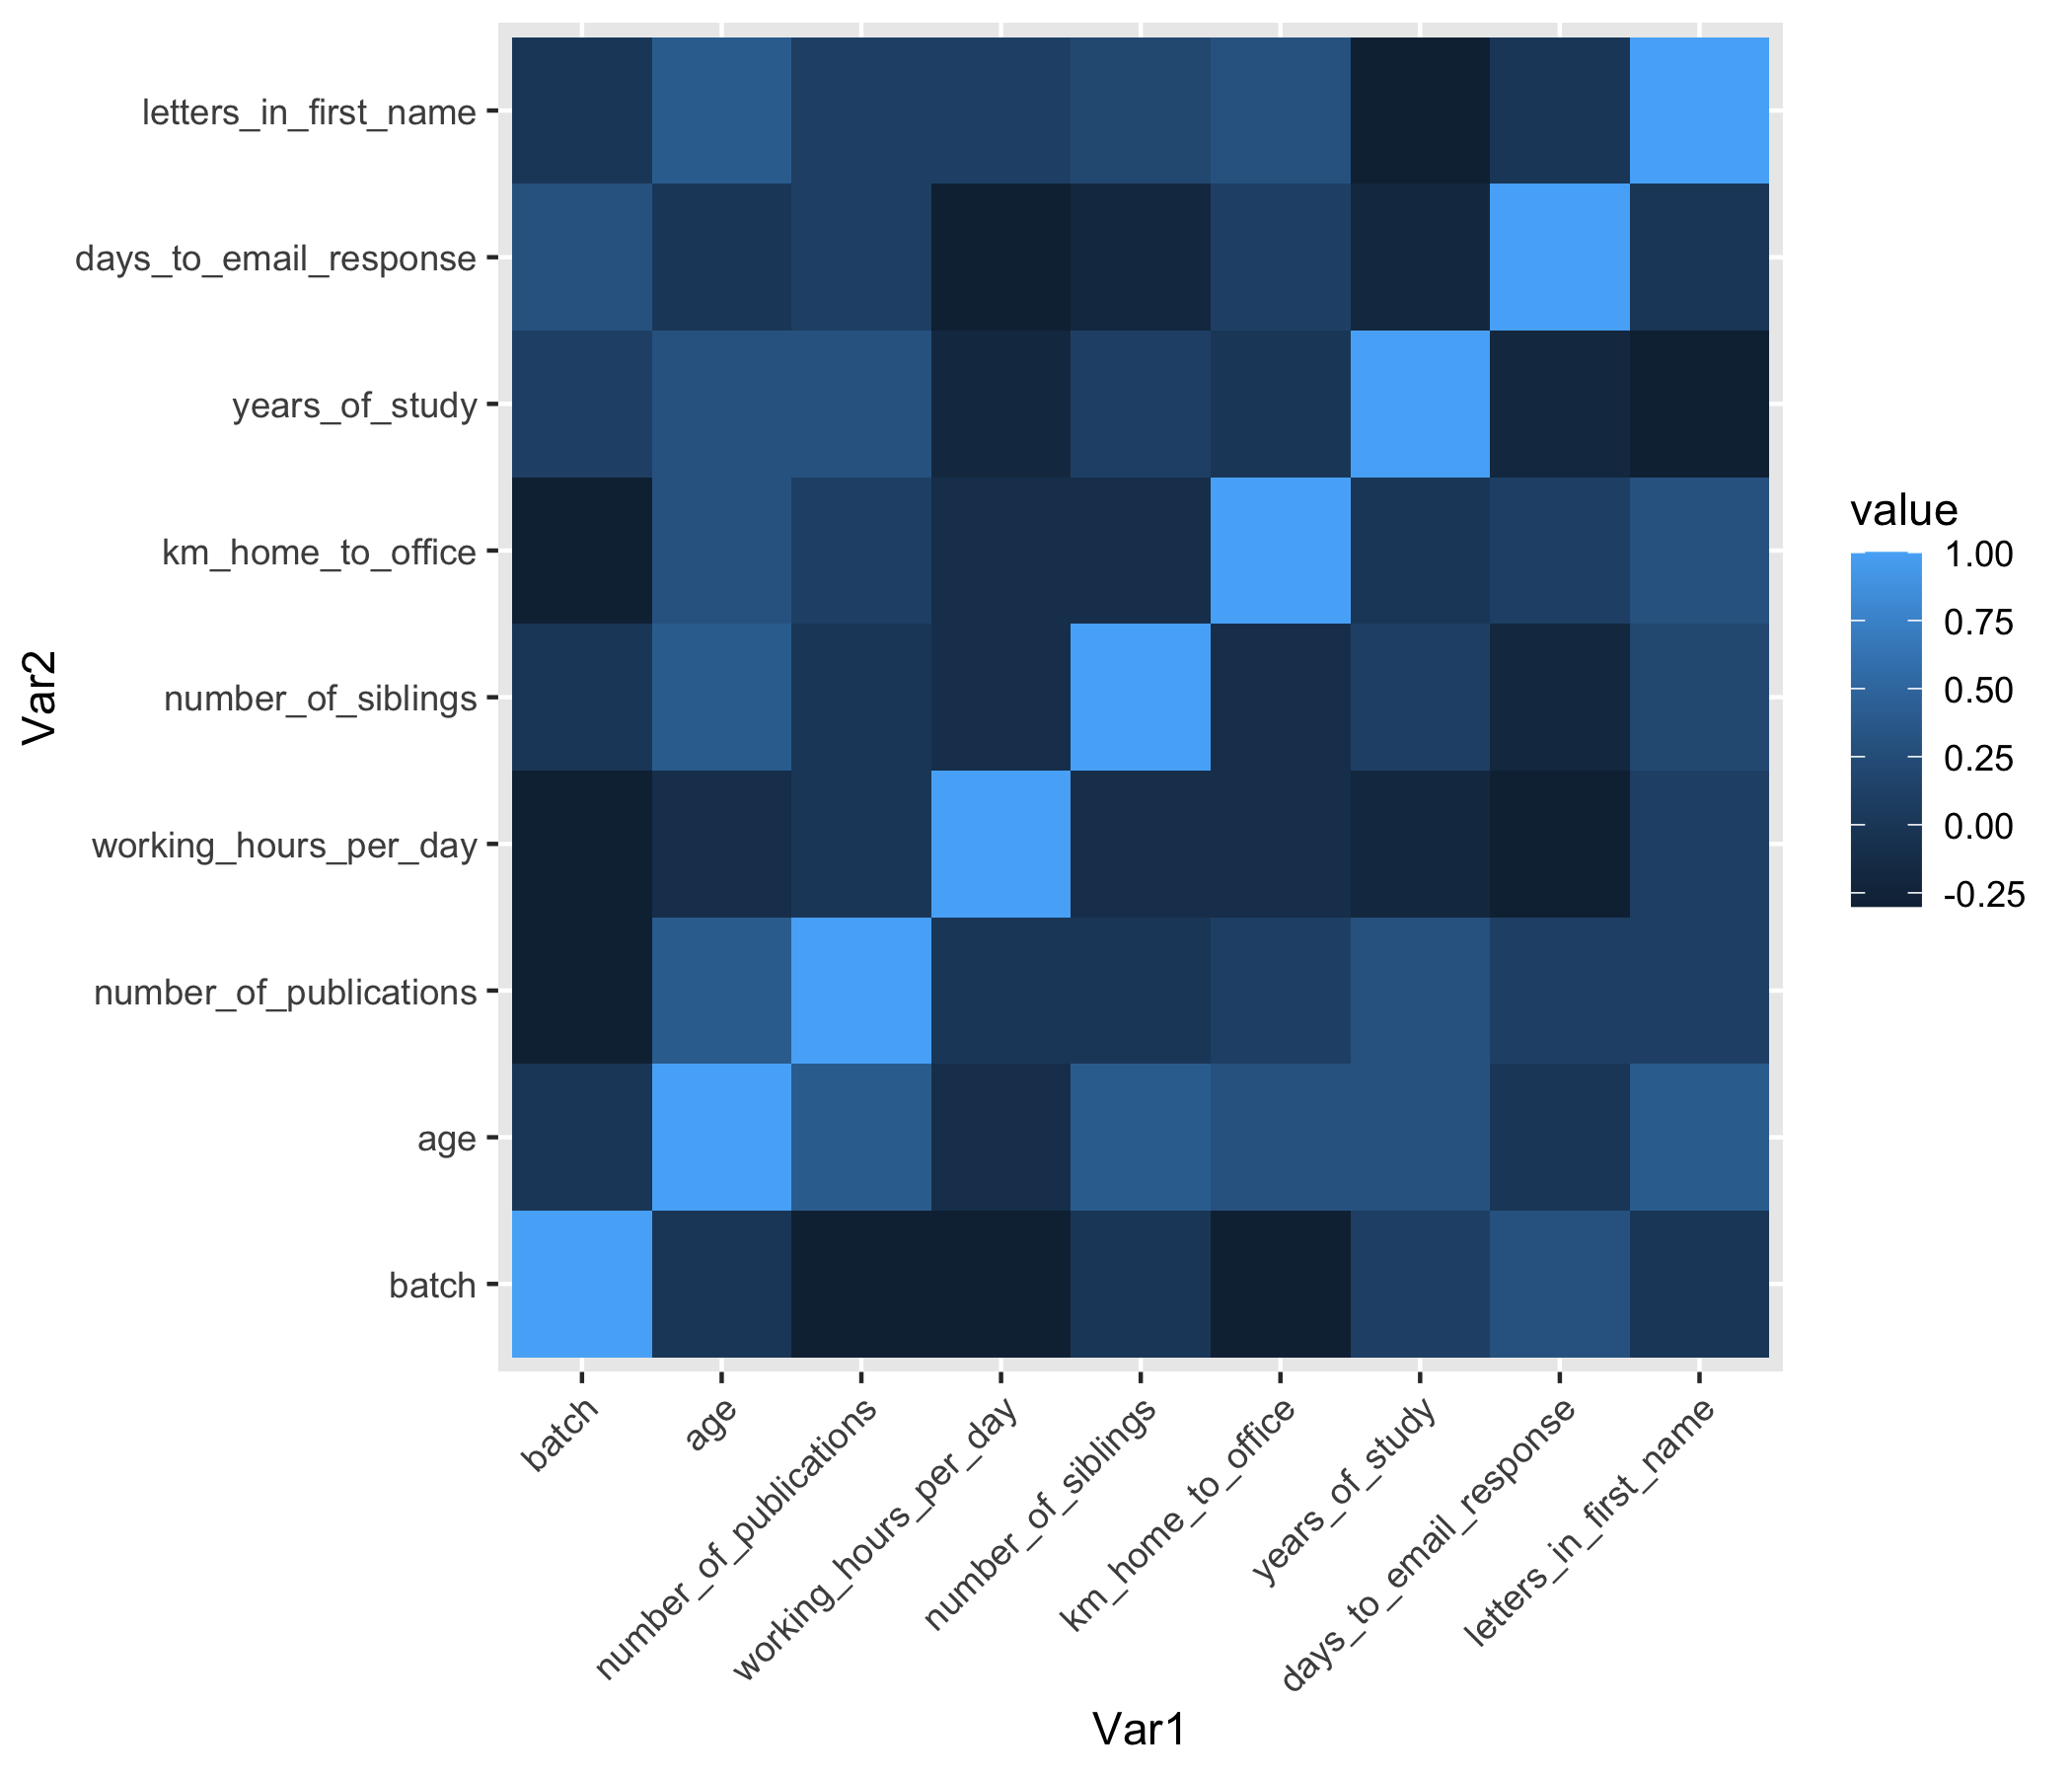 letters_in_first_name
days_to_email_response
years_of_study
km_home_to_office
number_of_siblings
working_hours_per_day
number_of_publications
age
batch
Var2
batch
age
number_of_publications
working_hours_per_day
number_of_siblings
km_home_to_office
years_of_study
days_to_email_response
letters_in_first_name
Var1
value
1.00
0.75
0.50
0.25
0.00
-0.25